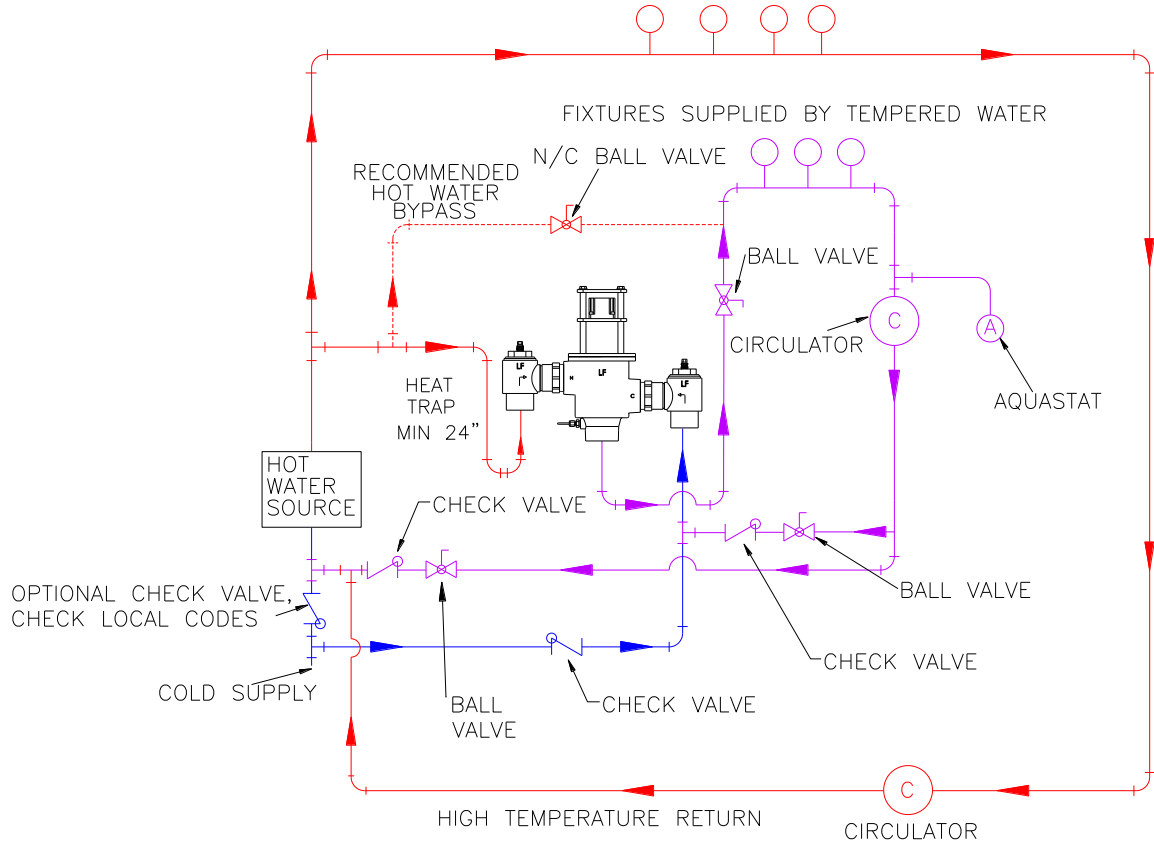 FIXTURES SUPPLIED BY TEMPERED WATER
N/C BALL VALVE
RECOMMENDED
HOT WATER
BYPASS
BALL VALVE
C
CIRCULATOR
A
AQUASTAT
LF
LF
LF
H
C
HEAT
TRAP
MIN 24"
HOT
WATER
SOURCE
CHECK VALVE
OPTIONAL CHECK VALVE,
CHECK LOCAL CODES
BALL VALVE
CHECK VALVE
COLD SUPPLY
BALL
VALVE
CHECK VALVE
C
HIGH TEMPERATURE RETURN
CIRCULATOR